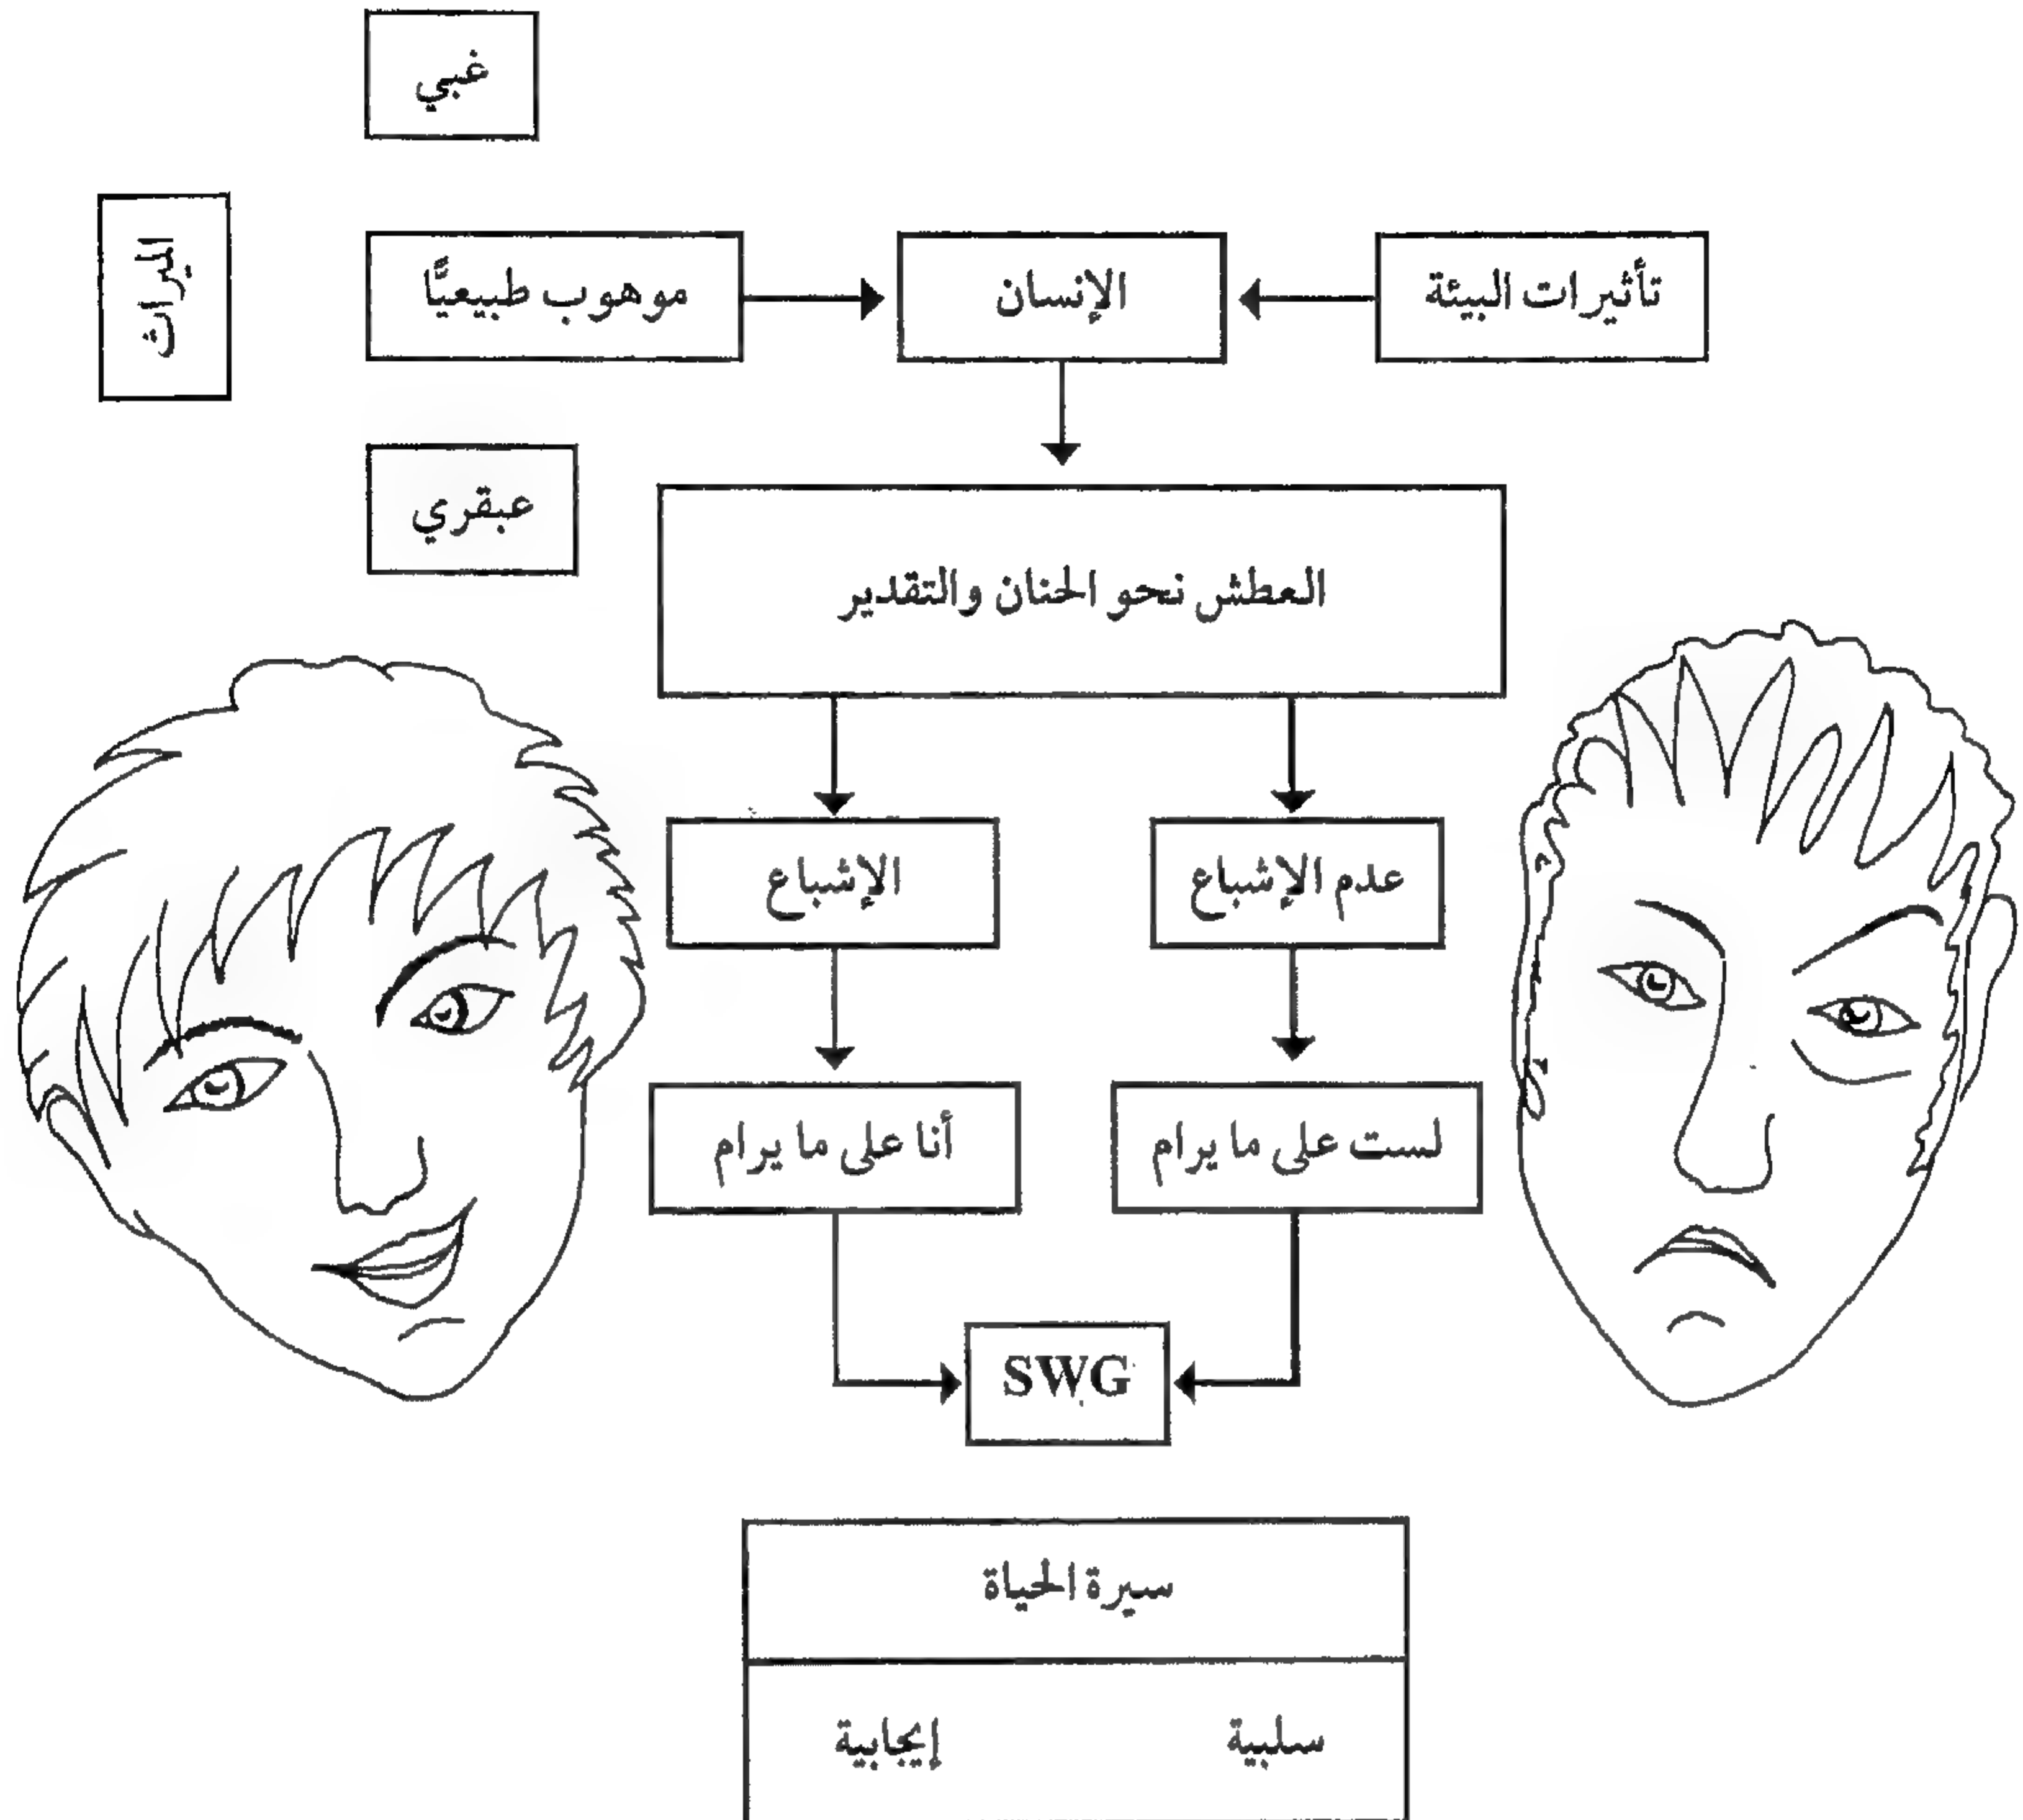 غبي
الميراث
تأثيرات البيئة
الإنسان
موهوب طبيعيًّا
عبقري
العطش نحو الحنان والتقدير
عدم الإشباع
الإشباع
لست على ما يرام
أنا على ما يرام
SWG
سيرة الحياة
سلبية
إيجابية